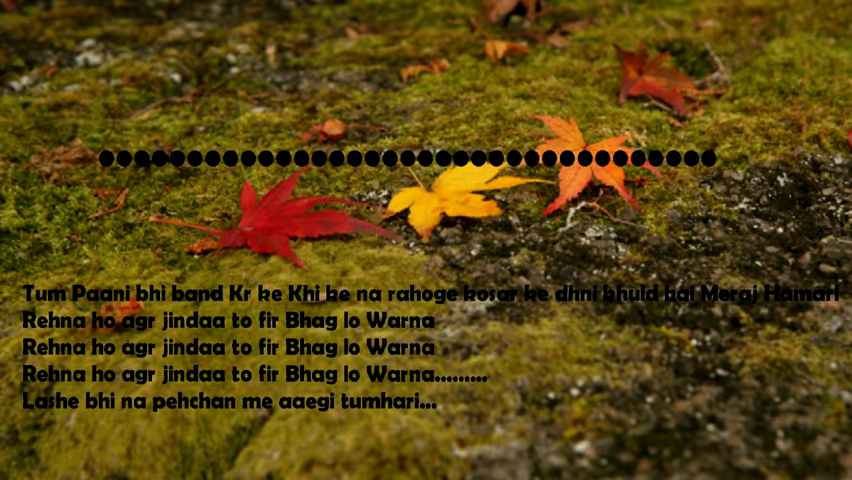 ●●●●●●●●●●●●●●●●●●●●●●●●●●●●●●●●●●●
Tum Paani bhi band Kr ke Khi ke na rahoge kosar ke dhni khuld hai Meraj Hamari
Rehna ho agr jindaa to fir Bhag lo Warna
Rehna ho agr jindaa to fir Bhag lo Warna
Rehna ho agr jindaa to fir Bhag lo Warna.........
Lashe bhi na pehchan me aaegi tumhari...